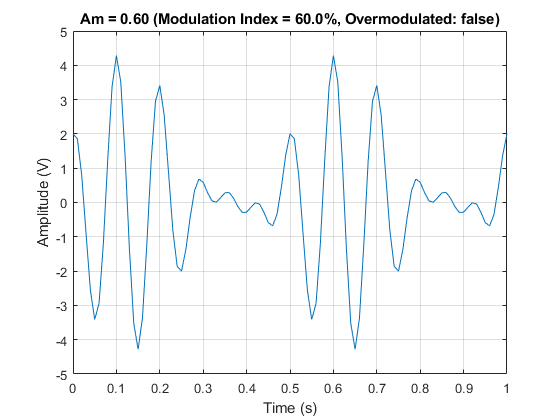 Am = 0.60 (Modulation Index = 60.0%, Overmodulated: false)
5
4
3
2
1
0
-1
-2
-3
-4
-5
Amplitude (V)
0 0.1 0.2 0.3 0.4 0.5 0.6 0.7 0.8 0.9 1
Time (s)